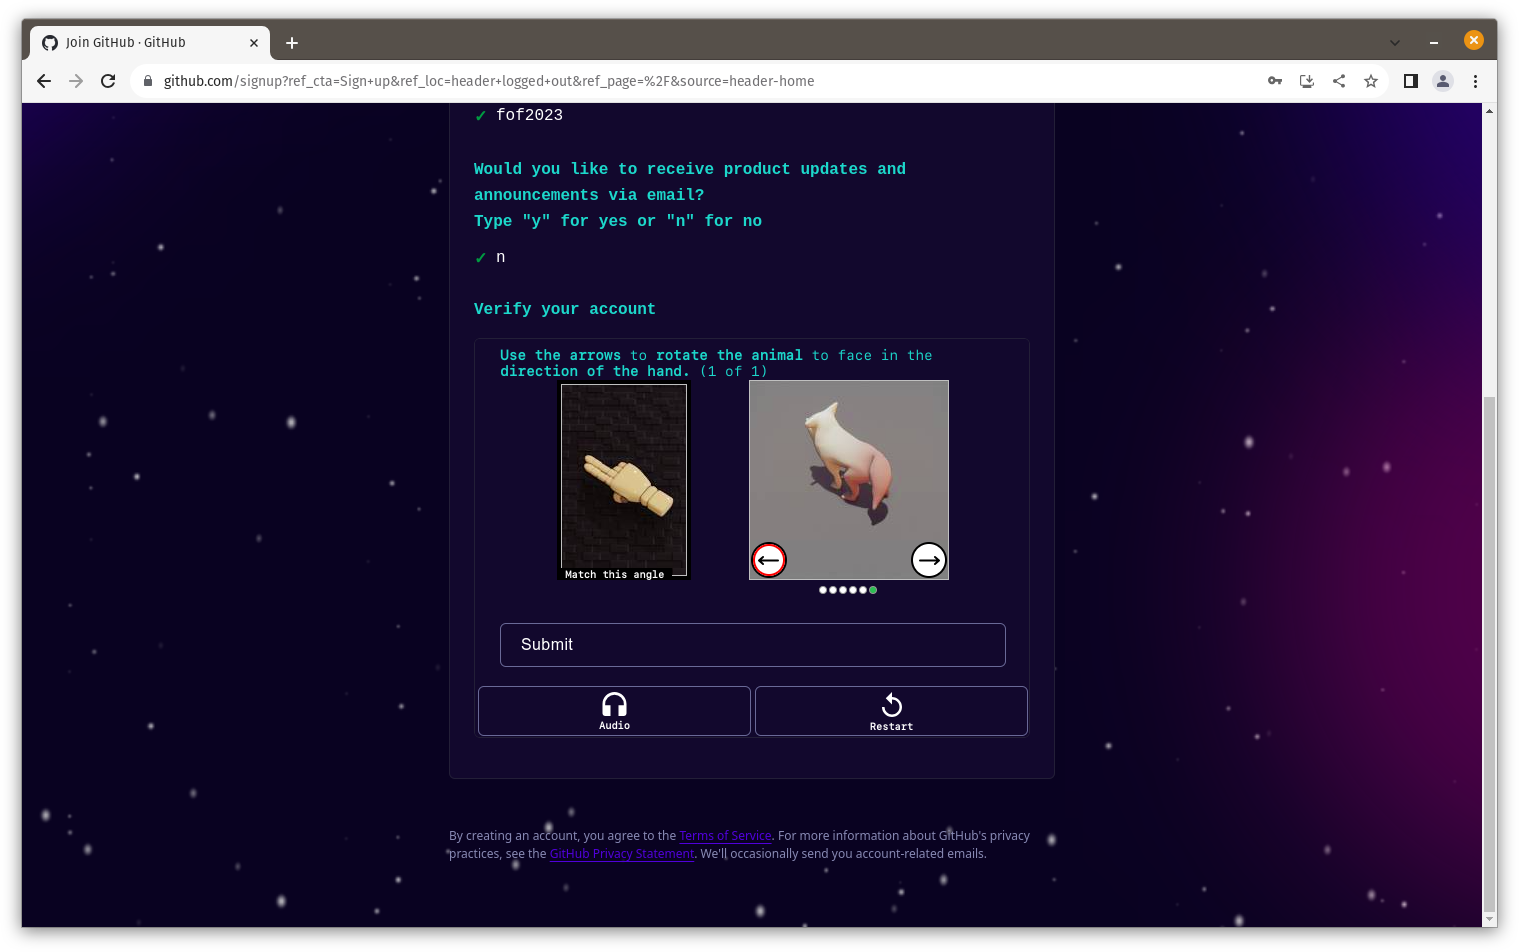 Join GitHub · GitHub
github.com/signup?ref_cta=Sign+up&ref_loc=header+logged+out&ref_page=%2F&source=header-home
✓ fof2023
Would you like to receive product updates and
announcements via email?
Type "y" for yes or "n" for no
✓ n
Verify your account
Use the arrows to rotate the animal to face in the
direction of the hand. (1 of 1)
Match this angle
Submit
Audio
Restart
By creating an account, you agree to the Terms of Service. For more information about GitHub's privacy
practices, see the GitHub Privacy Statement. We'll occasionally send you account-related emails.